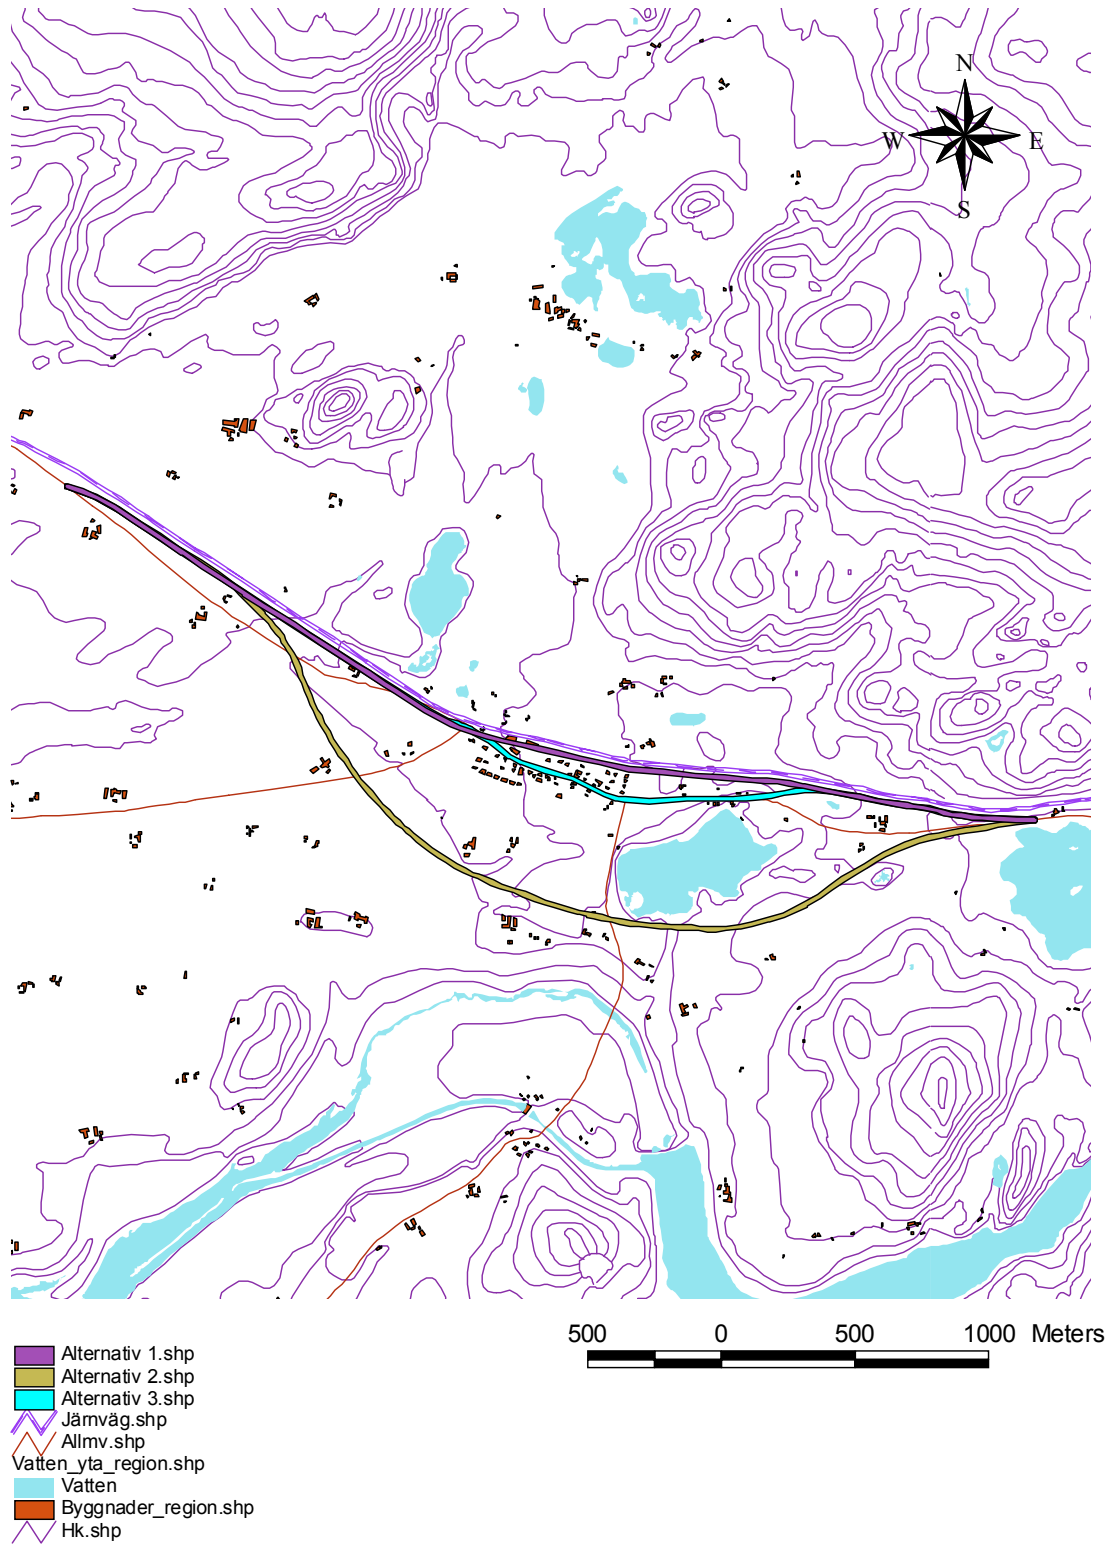 N
W E
S
500 0 500 1000 Meters
Alternativ 1.shp
Alternativ 2.shp
Alternativ 3.shp
Järnväg.shp
Allmv.shp
Vatten_yta_region.shp
Vatten
Byggnader_region.shp
Hk.shp